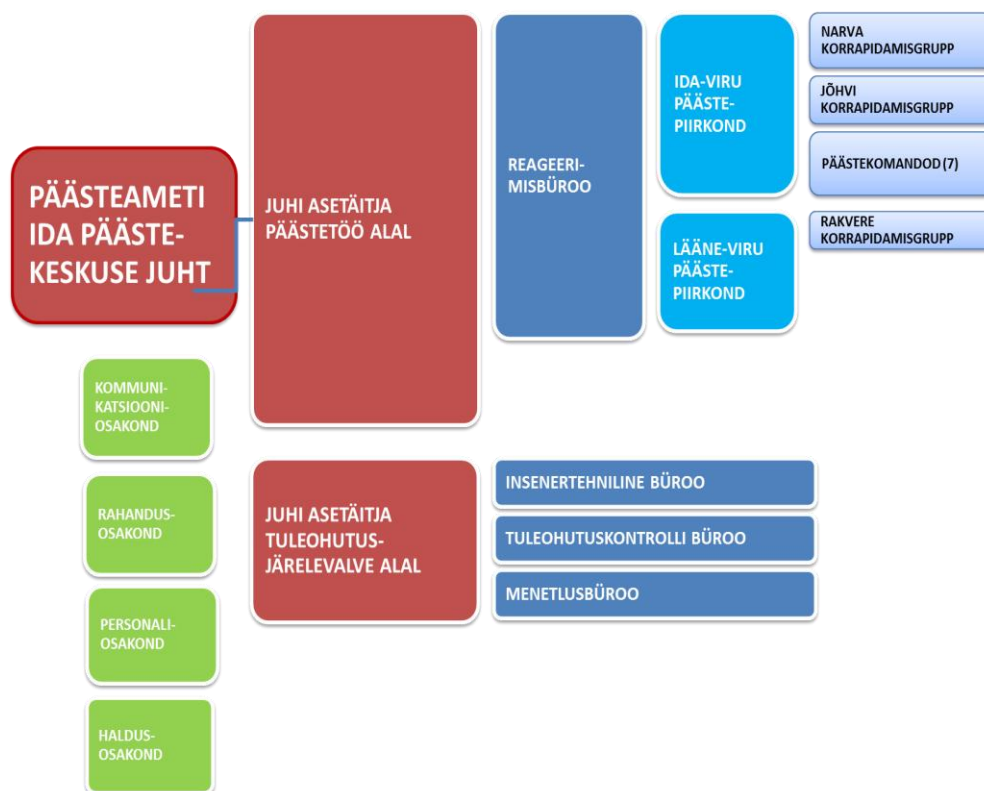 PÄÄSTEAMETI
IDA PÄÄSTE-
KESKUSE JUHT
JUHI ASETÄITJA
PÄÄSTETÖÖ ALAL
REAGEERI-
MISBÜROO
IDA-VIRU
PÄÄSTE-
PIIRKOND
NARVA
KORRAPIDAMISGRUPP
JÕHVI
KORRAPIDAMISGRUPP
PÄÄSTEKOMANDOD (7)
LÄÄNE-VIRU
PÄÄSTE-
PIIRKOND
RAKVERE
KORRAPIDAMISGRUPP
KOMMUNI-
KATSIOONI-
OSAKOND
RAHANDUS-
OSAKOND
PERSONALI-
OSAKOND
HALDUS-
OSAKOND
JUHI ASETÄITJA
TULEOHUTUS-
JÄRELEVALVE ALAL
INSENERTEHNILINE BÜROO
TULEOHUTUSKONTROLLI BÜROO
MENETLUSBÜROO